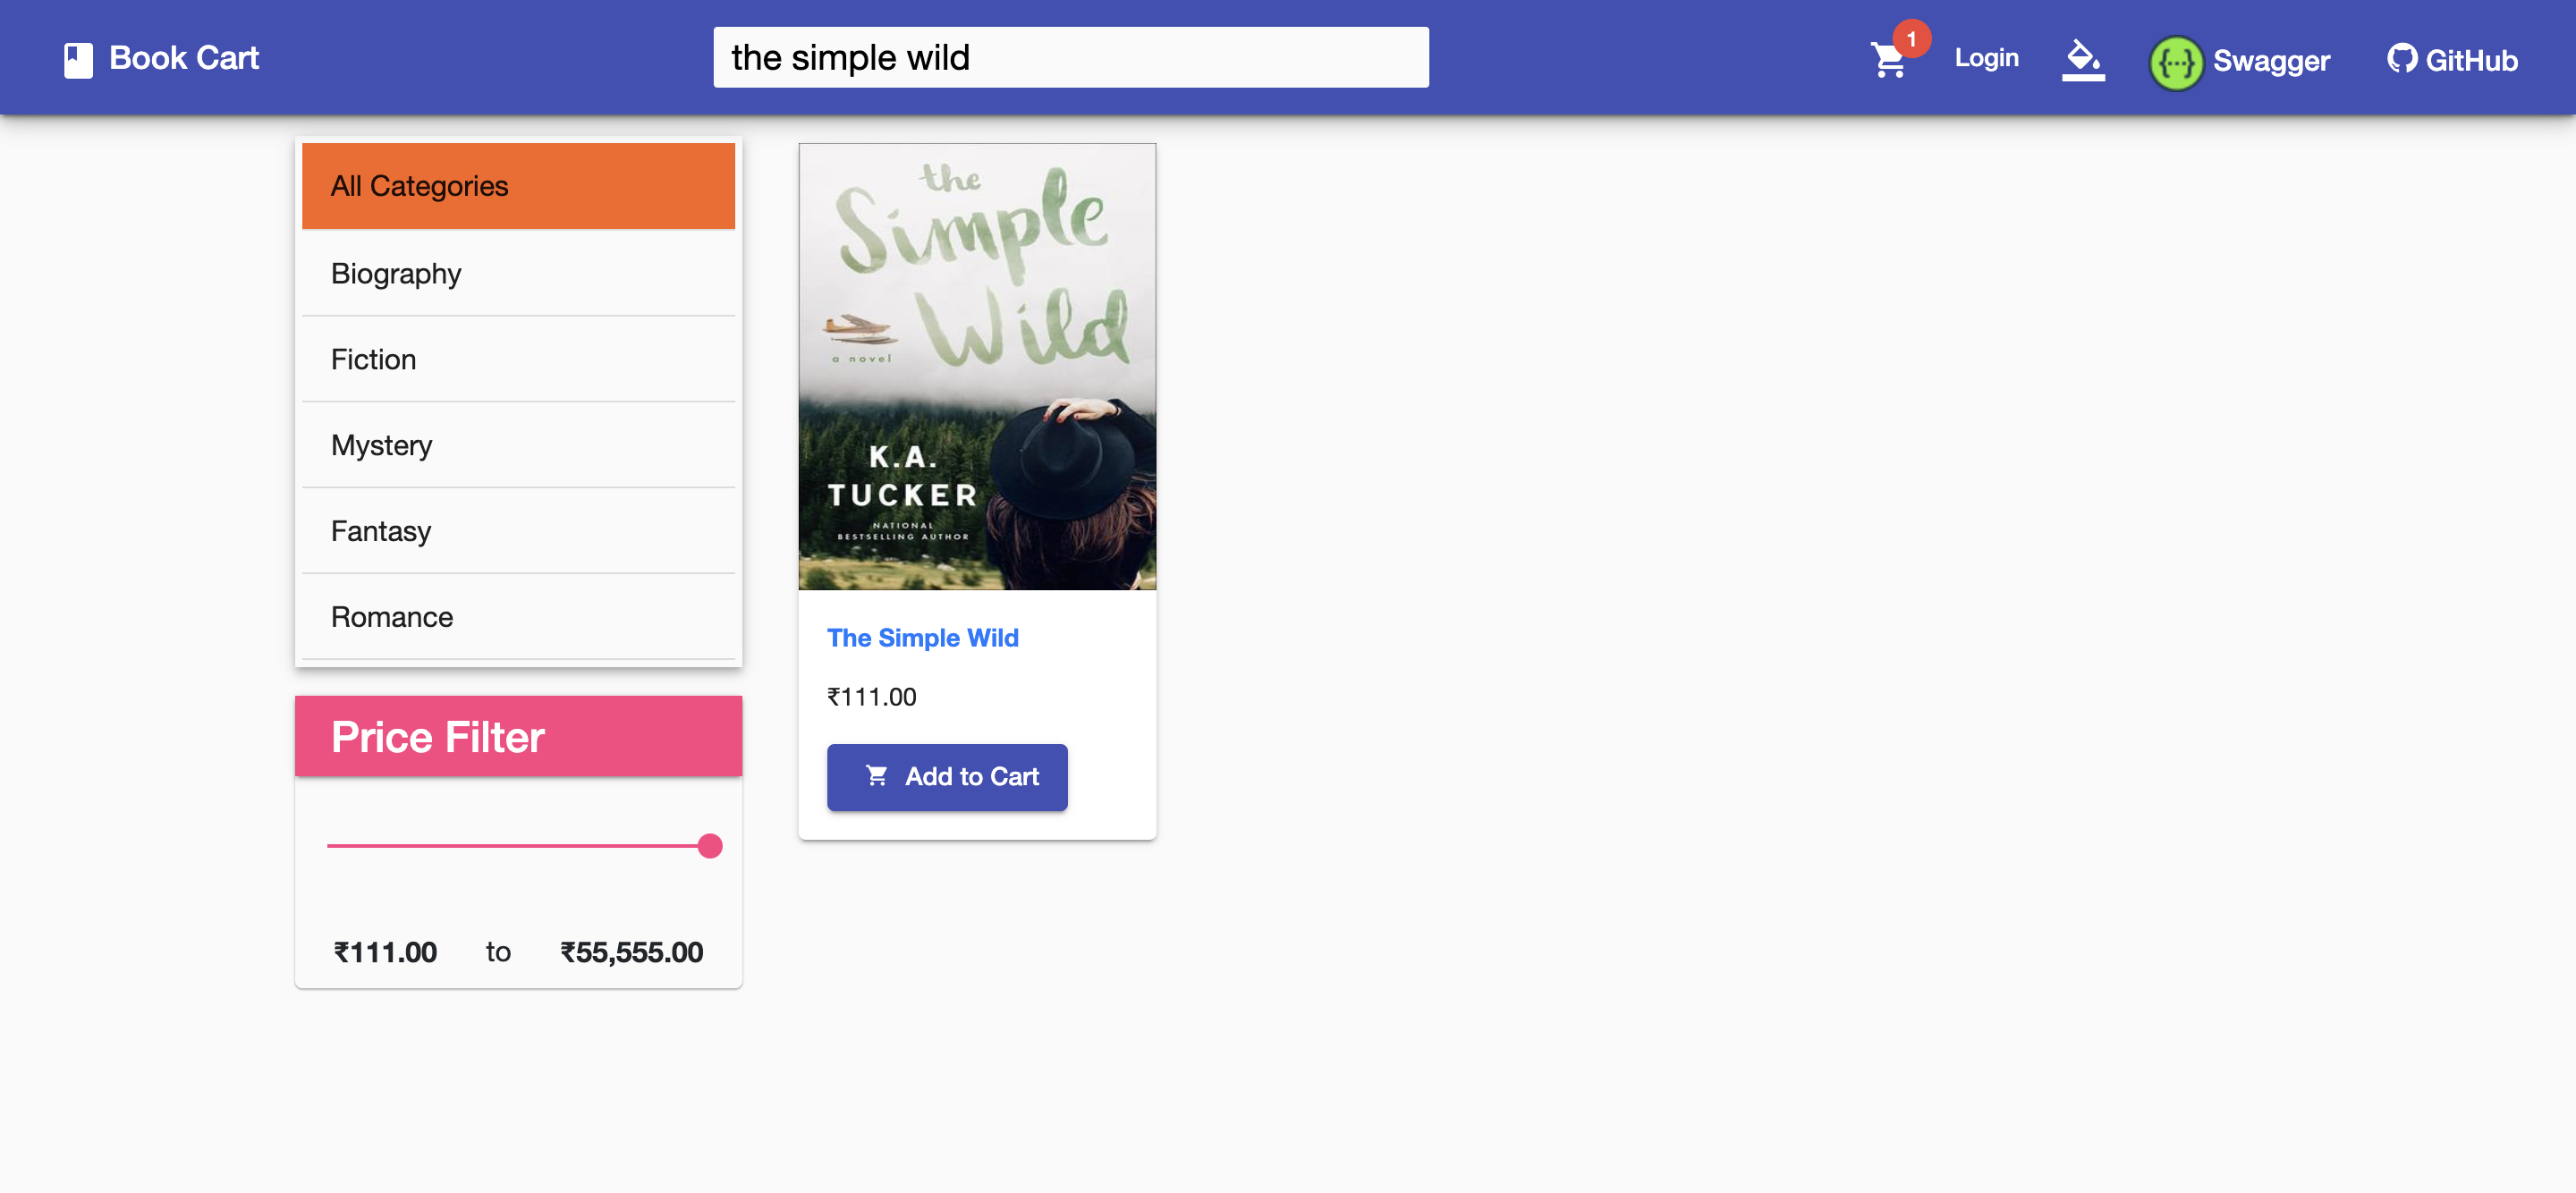 Book Cart
the simple wild
1
Login
{...} Swagger
GitHub
All Categories
Biography
Fiction
Mystery
Fantasy
Romance
Price Filter
₹111.00 to ₹55,555.00
the
Simple
Wild
a novel
K.A.
TUCKER
NATIONAL
BESTSELLING AUTHOR
The Simple Wild
₹111.00
Add to Cart